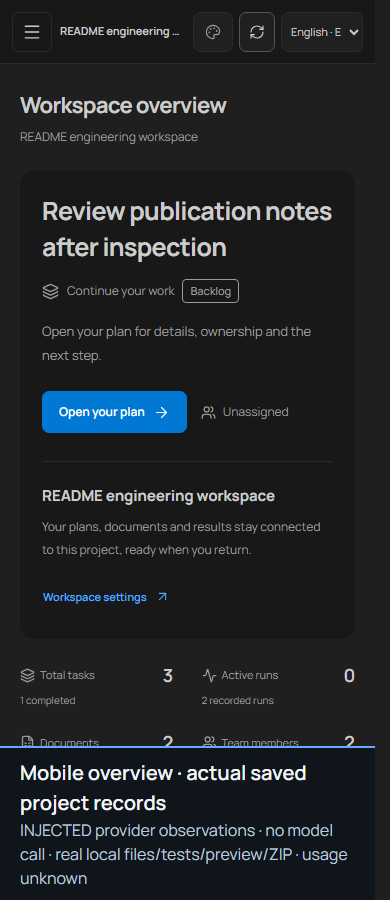 README engineering ...
English · E
Workspace overview
README engineering workspace
Review publication notes
after inspection
Continue your work Backlog
Open your plan for details, ownership and the
next step.
Open your plan Unassigned
README engineering workspace
Your plans, documents and results stay connected
to this project, ready when you return.
Workspace settings
Total tasks 3 Active runs 0
1 completed 2 recorded runs
Documents 2 Team members 2
Mobile overview · actual saved
project records
INJECTED provider observations · no model
call · real local files/tests/preview/ZIP · usage
unknown